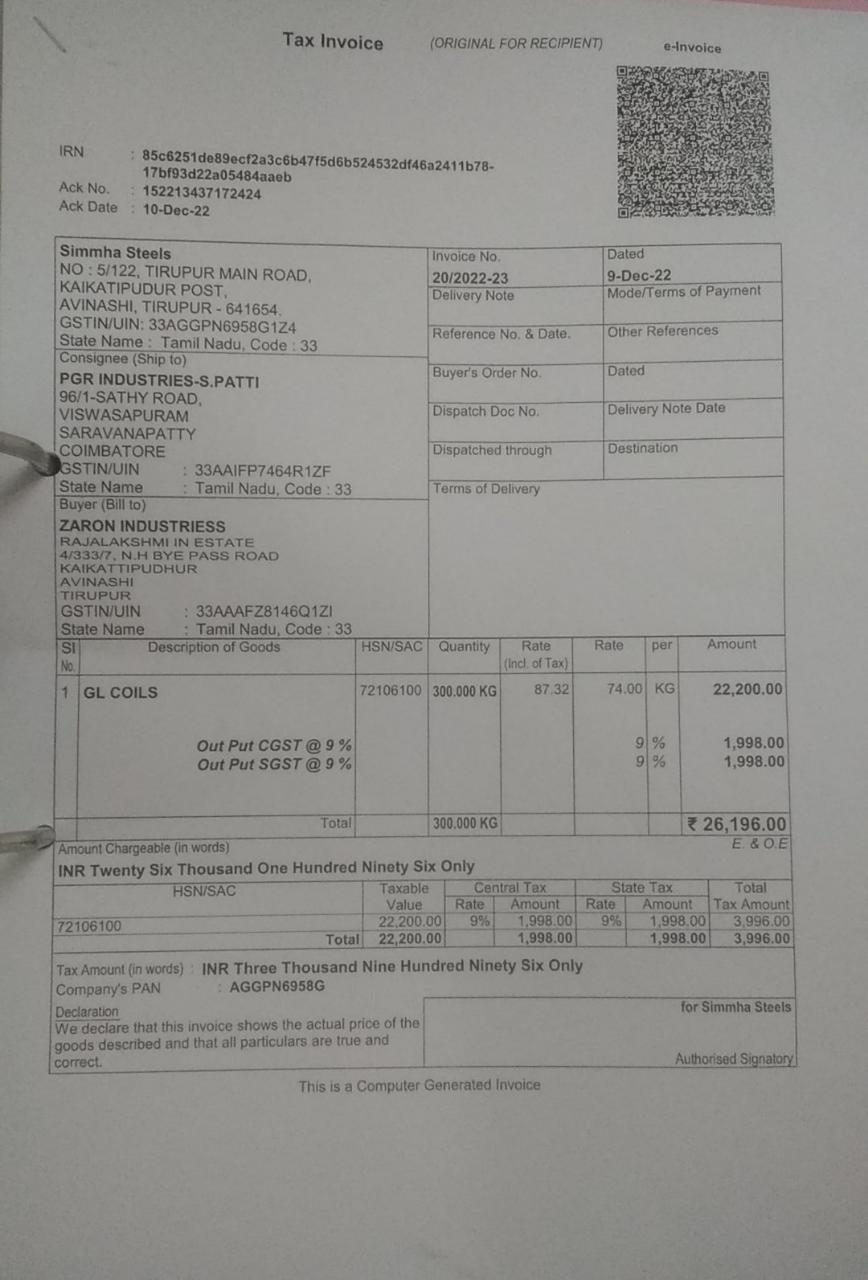 Tax Invoice
(ORIGINAL FOR RECIPIENT)
e-Invoice
IRN : 85c6251de89ecf2a3c6b47f5d6b524532df46a2411b78-
17bf93d22a05484aaeb
Ack No. : 152213437172424
Ack Date : 10-Dec-22
Simmha Steels
NO : 5/122, TIRUPUR MAIN ROAD,
KAIKATIPUDUR POST,
AVINASHI, TIRUPUR - 641654.
GSTIN/UIN: 33AGGPN6958G1Z4
State Name : Tamil Nadu, Code : 33
Invoice No.
20/2022-23
Dated
9-Dec-22
Delivery Note
Mode/Terms of Payment
Reference No. & Date.
Other References
Consignee (Ship to)
PGR INDUSTRIES-S.PATTI
96/1-SATHY ROAD,
VISWASAPURAM
SARAVANAPATTY
COIMBATORE
GSTIN/UIN : 33AAIFP7464R1ZF
State Name : Tamil Nadu, Code : 33
Buyer's Order No.
Dated
Dispatch Doc No.
Delivery Note Date
Dispatched through
Destination
Terms of Delivery
Buyer (Bill to)
ZARON INDUSTRIESS
RAJALAKSHMI IN ESTATE
4/333/7, N.H BYE PASS ROAD
KAIKATTIPUDHUR
AVINASHI
TIRUPUR
GSTIN/UIN : 33AAAFZ8146Q1ZI
State Name : Tamil Nadu, Code : 33
Sl No. Description of Goods HSN/SAC Quantity Rate (Incl. of Tax) Rate per Amount
1 GL COILS 72106100 300.000 KG 87.32 74.00 KG 22,200.00
Out Put CGST @ 9 % 9 % 1,998.00
Out Put SGST @ 9 % 9 % 1,998.00
Total 300.000 KG ₹ 26,196.00
Amount Chargeable (in words) E. & O.E
INR Twenty Six Thousand One Hundred Ninety Six Only
HSN/SAC Taxable Value Central Tax State Tax Total Tax Amount
Rate Amount Rate Amount
72106100 22,200.00 9% 1,998.00 9% 1,998.00 3,996.00
Total 22,200.00 1,998.00 1,998.00 3,996.00
Tax Amount (in words) : INR Three Thousand Nine Hundred Ninety Six Only
Company's PAN : AGGPN6958G
Declaration
We declare that this invoice shows the actual price of the
goods described and that all particulars are true and
correct.
for Simmha Steels
Authorised Signatory
This is a Computer Generated Invoice